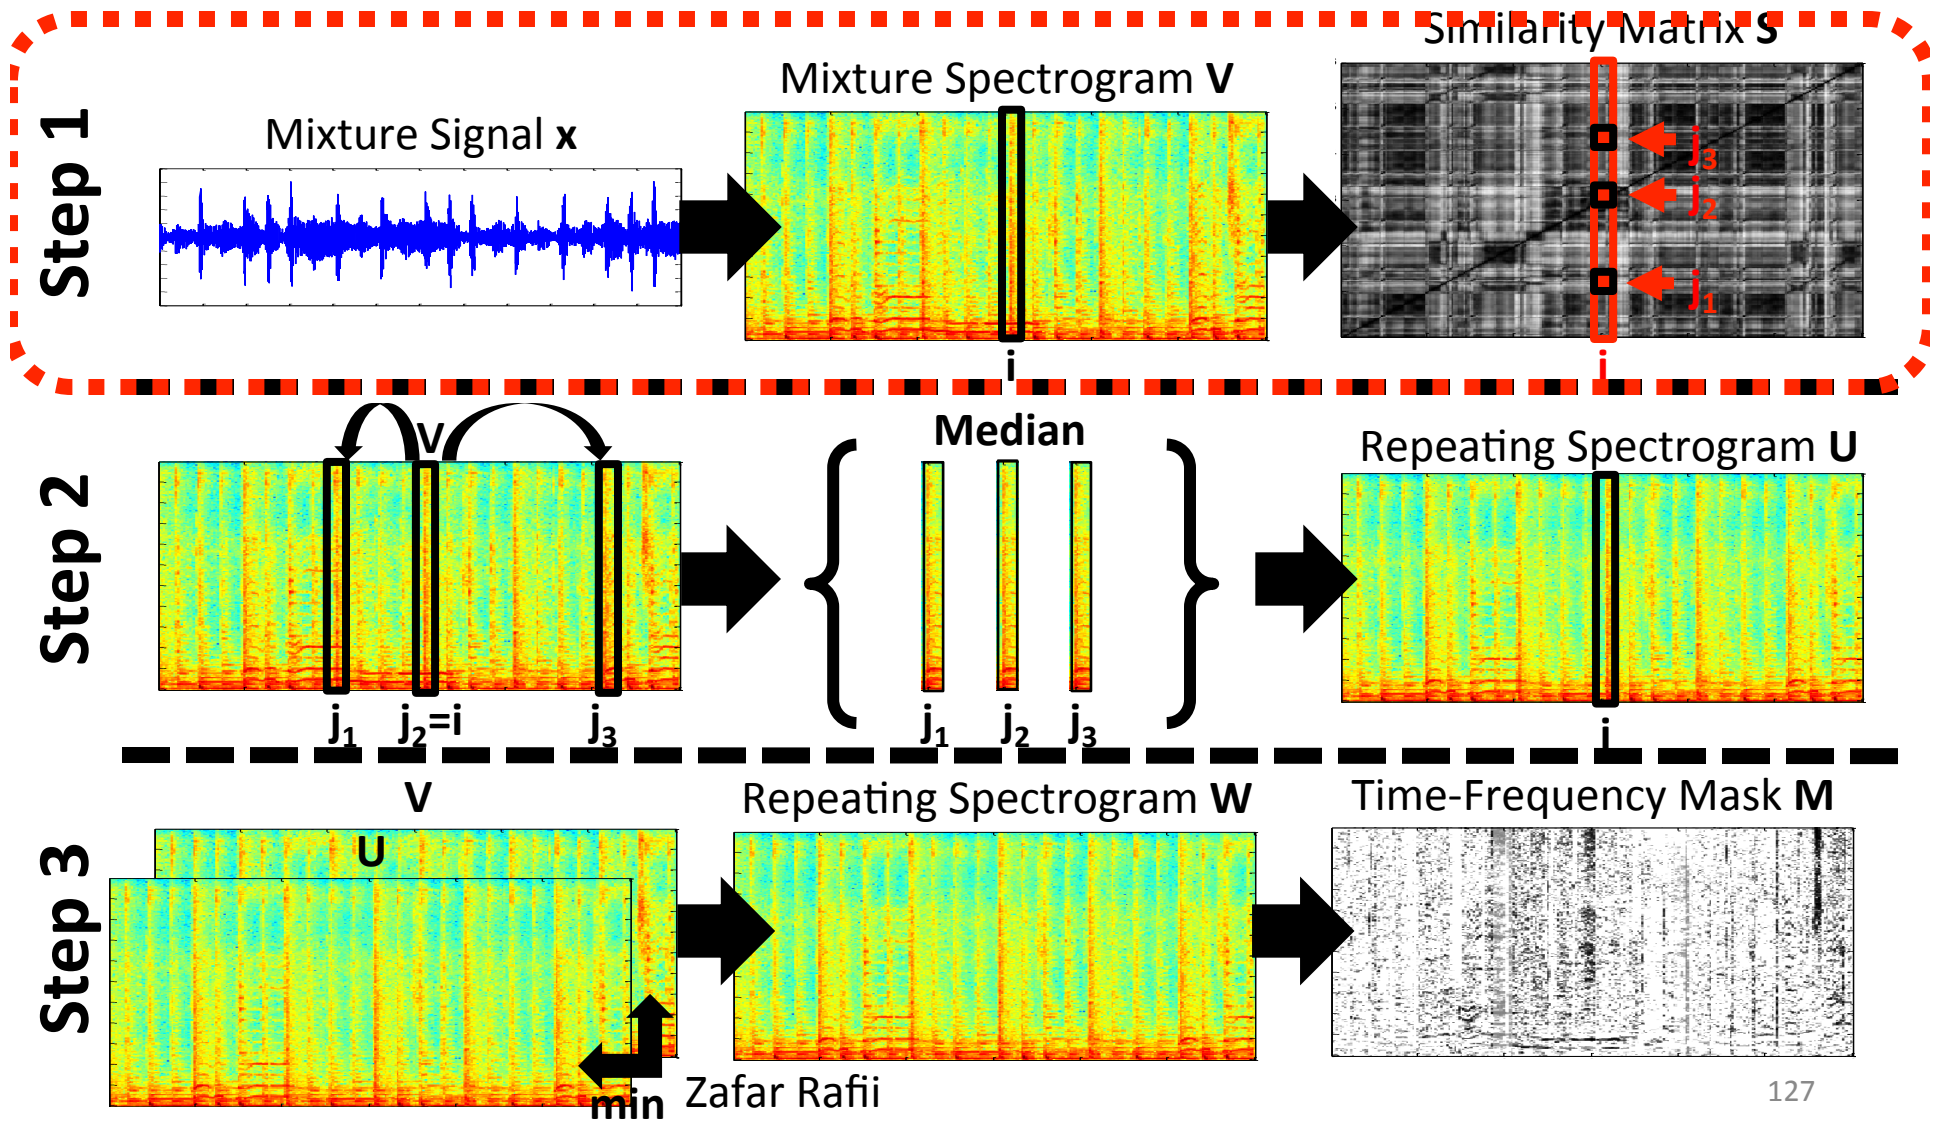 Step 1
Mixture Signal x
Mixture Spectrogram V
i
Similarity Matrix S
j3
j2
j1
i
Step 2
V
j1
j2=i
j3
Median
j1
j2
j3
Repeating Spectrogram U
i
Step 3
V
U
min
Repeating Spectrogram W
Time-Frequency Mask M
Zafar Rafii
127